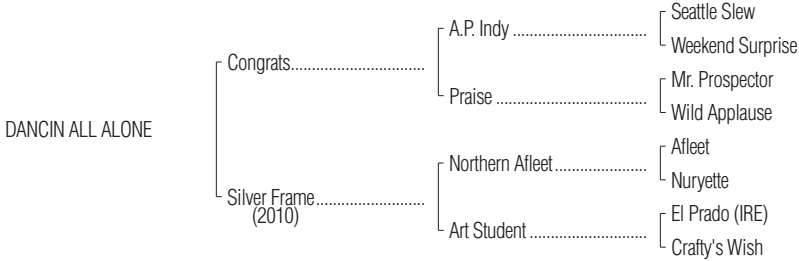 Seattle Slew
A.P. Indy
Weekend Surprise
Congrats
Mr. Prospector
Praise
Wild Applause
DANCIN ALL ALONE
Afleet
Northern Afleet
Nuryette
Silver Frame
(2010)
El Prado (IRE)
Art Student
Crafty's Wish